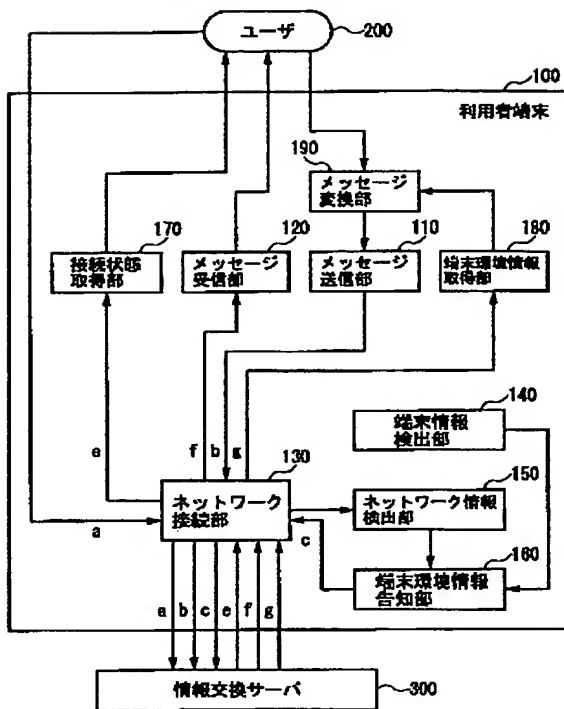 ユーザ
200
100
利用者端末
190
メッセージ
変換部
170
接続状態
取得部
120
メッセージ
受信部
110
メッセージ
送信部
180
端末環境情報
取得部
140
端末情報
検出部
e
f
b
g
130
ネットワーク
接続部
150
ネットワーク情報
検出部
a
c
160
端末環境情報
告知部
a
b
c
e
f
g
情報交換サーバ
300